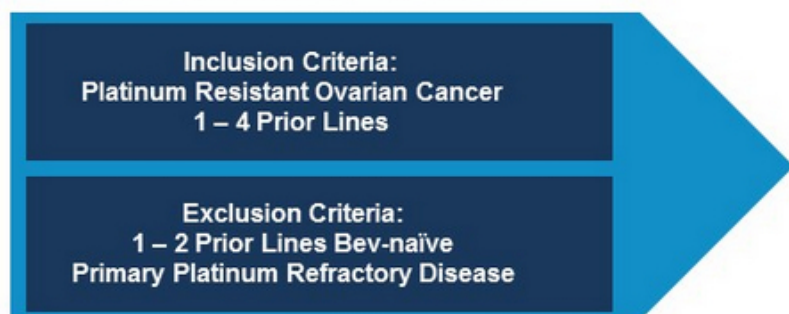 Inclusion Criteria:
Platinum Resistant Ovarian Cancer
1 – 4 Prior Lines
Exclusion Criteria:
1 – 2 Prior Lines Bev-naïve
Primary Platinum Refractory Disease